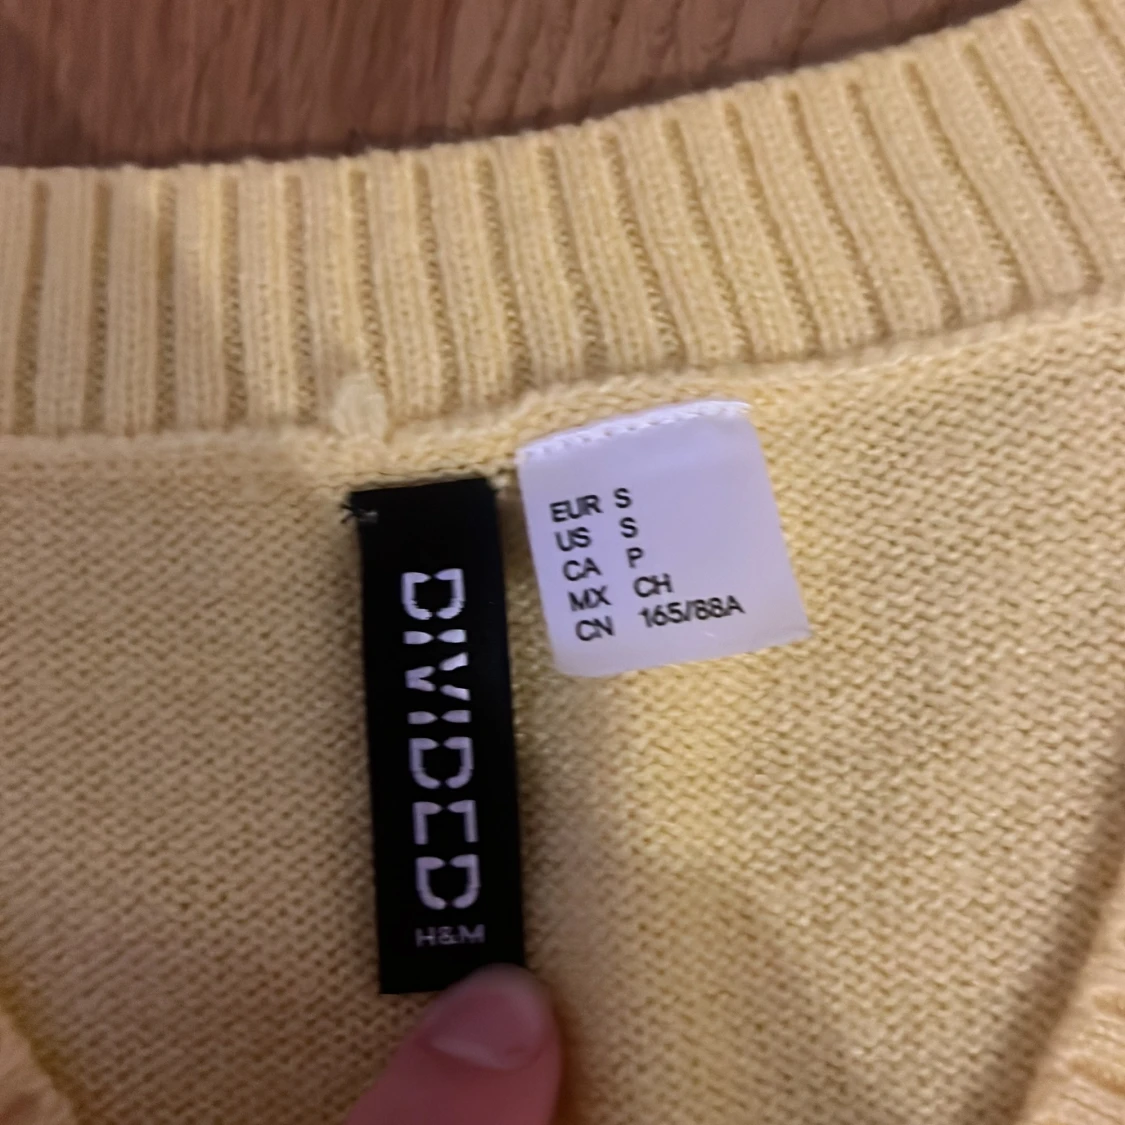 DIVIDED
H&M
EUR S
US S
CA P
MX CH
CN 165/88A